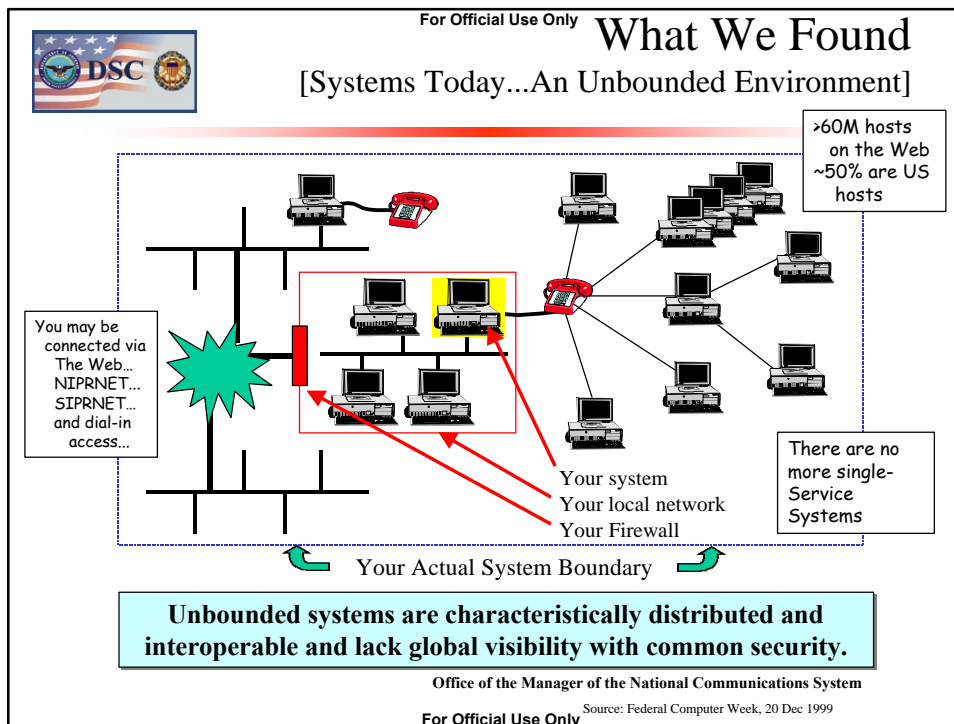 For Official Use Only
What We Found
DSC
[Systems Today...An Unbounded Environment]
>60M hosts
on the Web
~50% are US
hosts
You may be
connected via
The Web...
NIPRNET...
SIPRNET...
and dial-in
access...
There are no
more single-
Service
Systems
Your system
Your local network
Your Firewall
Your Actual System Boundary
Unbounded systems are characteristically distributed and
interoperable and lack global visibility with common security.
Office of the Manager of the National Communications System
Source: Federal Computer Week, 20 Dec 1999
For Official Use Only